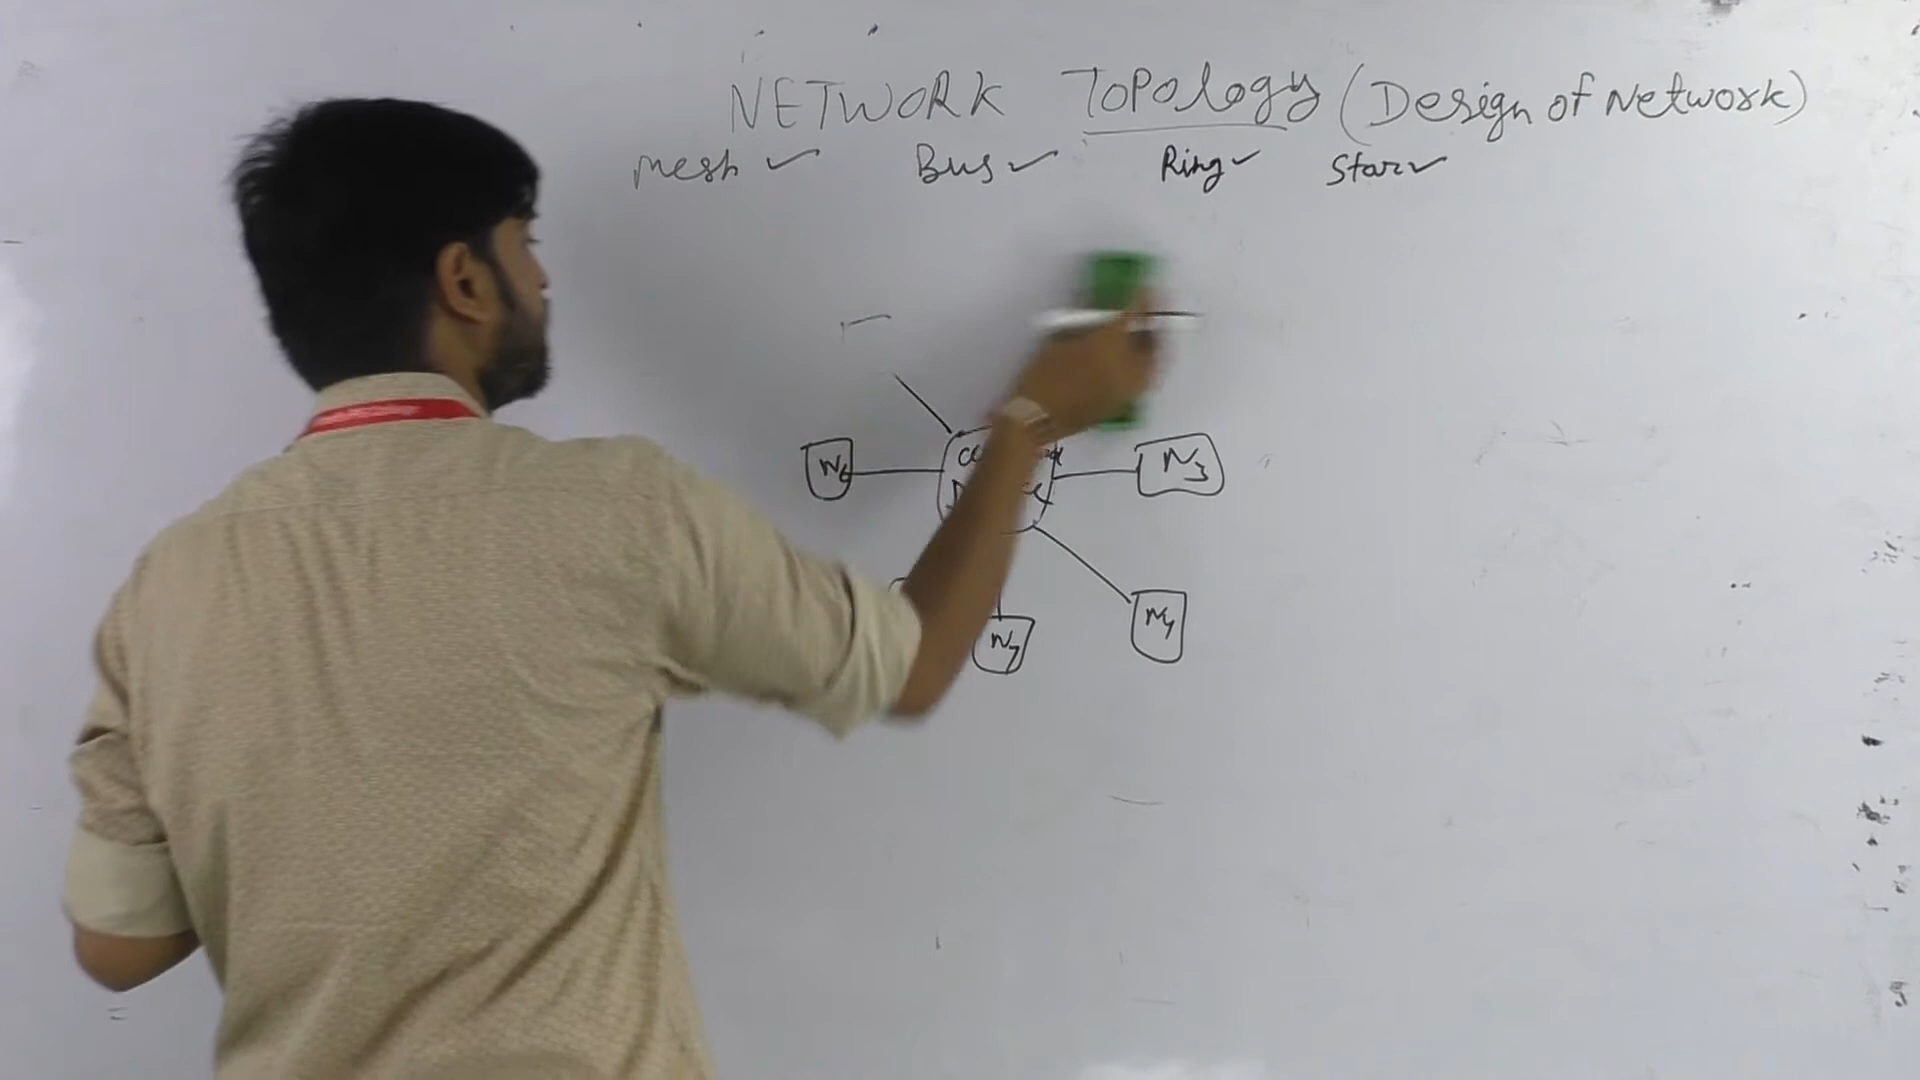 NETWORK Topology (Design of Network)
Mesh ✓ Bus ✓ Ring ✓ Star ✓
N6 N3
N7 N4